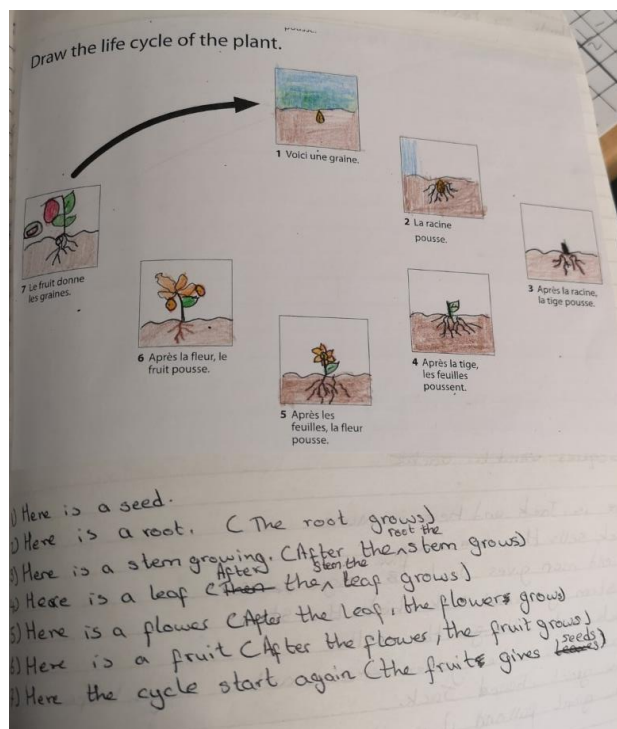 pousse.
Draw the life cycle of the plant.
1 Voici une graine.
2 La racine
pousse.
3 Après la racine,
la tige pousse.
4 Après la tige,
les feuilles
poussent.
5 Après les
feuilles, la fleur
pousse.
6 Après la fleur, le
fruit pousse.
7 Le fruit donne
les graines.
1) Here is a seed.
2) Here is a root. (The root grows)
3) Here is a stem growing. (After the root the stem grows)
4) Here is a leaf (Then After the stem the leaf grows)
5) Here is a flower (After the leaf, the flowers grow)
6) Here is a fruit (After the flower, the fruit grows)
7) Here the cycle start again (the fruits gives leaves seeds)